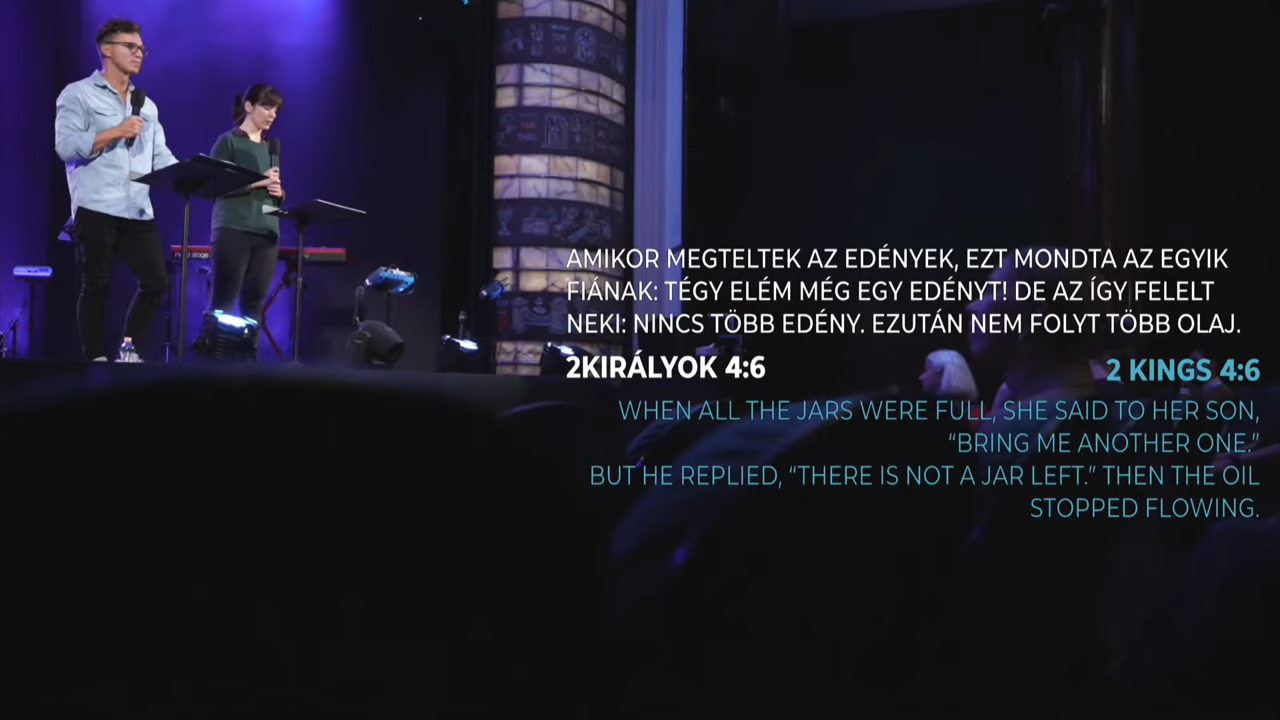 AMIKOR MEGTELTEK AZ EDÉNYEK, EZT MONDTA AZ EGYIK
FIÁNAK: TÉGY ELÉM MÉG EGY EDÉNYT! DE AZ ÍGY FELELT
NEKI: NINCS TÖBB EDÉNY. EZUTÁN NEM FOLYT TÖBB OLAJ.
2KIRÁLYOK 4:6
2 KINGS 4:6
WHEN ALL THE JARS WERE FULL, SHE SAID TO HER SON,
“BRING ME ANOTHER ONE.”
BUT HE REPLIED, “THERE IS NOT A JAR LEFT.” THEN THE OIL
STOPPED FLOWING.